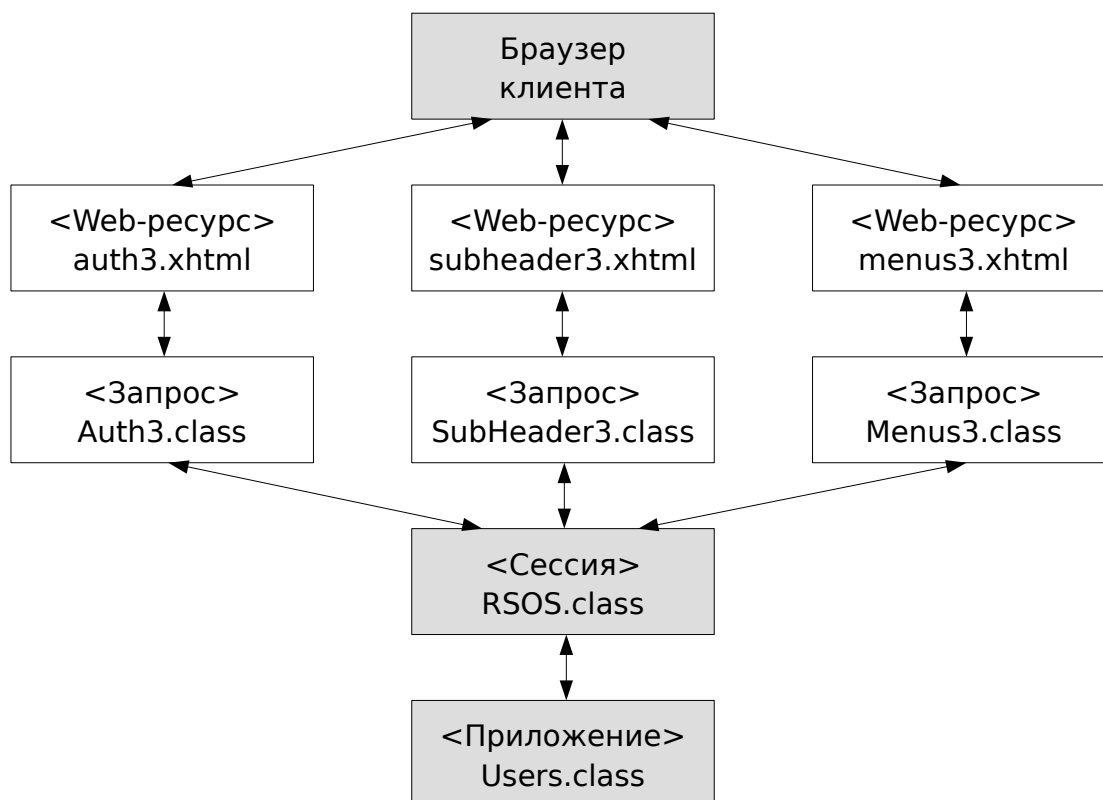 Браузер
клиента
<Web-ресурс>
auth3.xhtml
<Web-ресурс>
subheader3.xhtml
<Web-ресурс>
menus3.xhtml
<Запрос>
Auth3.class
<Запрос>
SubHeader3.class
<Запрос>
Menus3.class
<Сессия>
RSOS.class
<Приложение>
Users.class